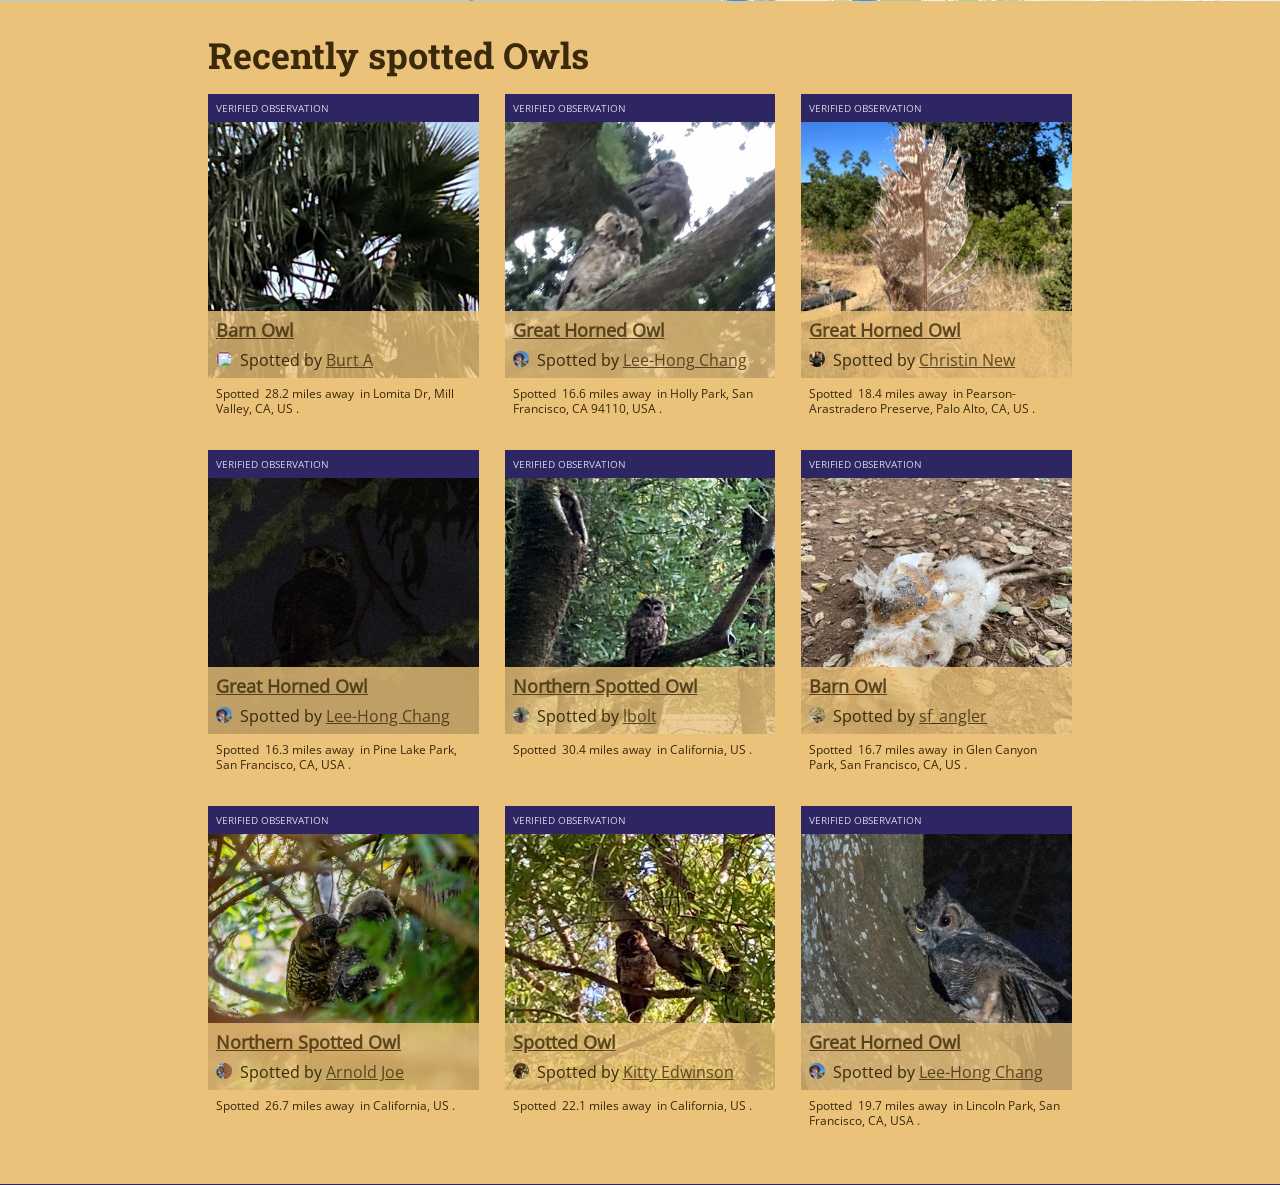 Recently spotted Owls
VERIFIED OBSERVATION
Barn Owl
Spotted by Burt A
Spotted 28.2 miles away in Lomita Dr, Mill
Valley, CA, US .
VERIFIED OBSERVATION
Great Horned Owl
Spotted by Lee-Hong Chang
Spotted 16.6 miles away in Holly Park, San
Francisco, CA 94110, USA .
VERIFIED OBSERVATION
Great Horned Owl
Spotted by Christin New
Spotted 18.4 miles away in Pearson-
Arastradero Preserve, Palo Alto, CA, US .
VERIFIED OBSERVATION
Great Horned Owl
Spotted by Lee-Hong Chang
Spotted 16.3 miles away in Pine Lake Park,
San Francisco, CA, USA .
VERIFIED OBSERVATION
Northern Spotted Owl
Spotted by lbolt
Spotted 30.4 miles away in California, US .
VERIFIED OBSERVATION
Barn Owl
Spotted by sf_angler
Spotted 16.7 miles away in Glen Canyon
Park, San Francisco, CA, US .
VERIFIED OBSERVATION
Northern Spotted Owl
Spotted by Arnold Joe
Spotted 26.7 miles away in California, US .
VERIFIED OBSERVATION
Spotted Owl
Spotted by Kitty Edwinson
Spotted 22.1 miles away in California, US .
VERIFIED OBSERVATION
Great Horned Owl
Spotted by Lee-Hong Chang
Spotted 19.7 miles away in Lincoln Park, San
Francisco, CA, USA .